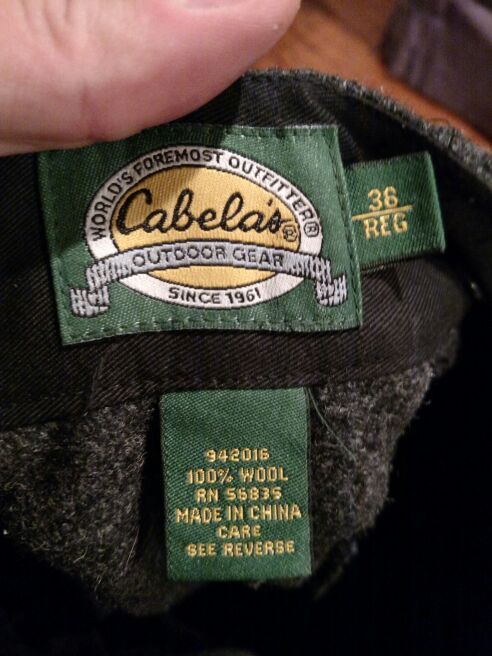 WORLD'S FOREMOST OUTFITTER®
Cabela's®
OUTDOOR GEAR
SINCE 1961
36
REG
942016
100% WOOL
RN 56835
MADE IN CHINA
CARE
SEE REVERSE